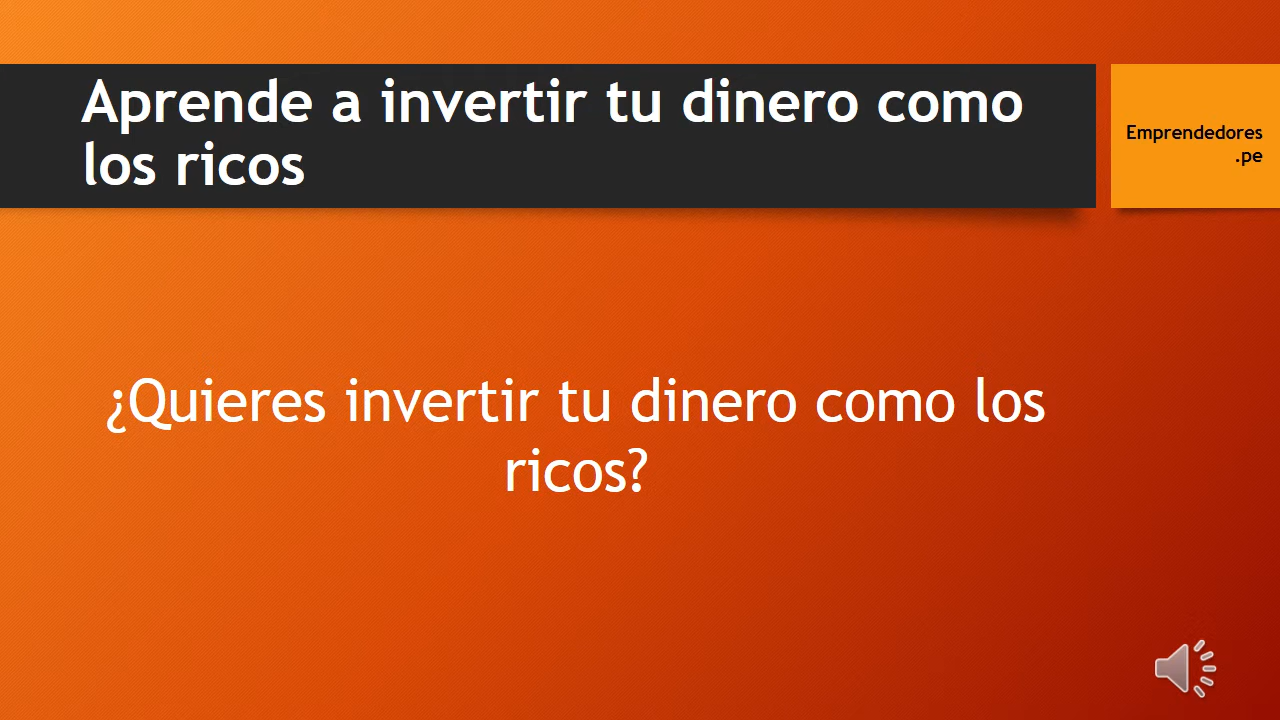 Aprende a invertir tu dinero como
los ricos
Emprendedores
.pe
¿Quieres invertir tu dinero como los
ricos?